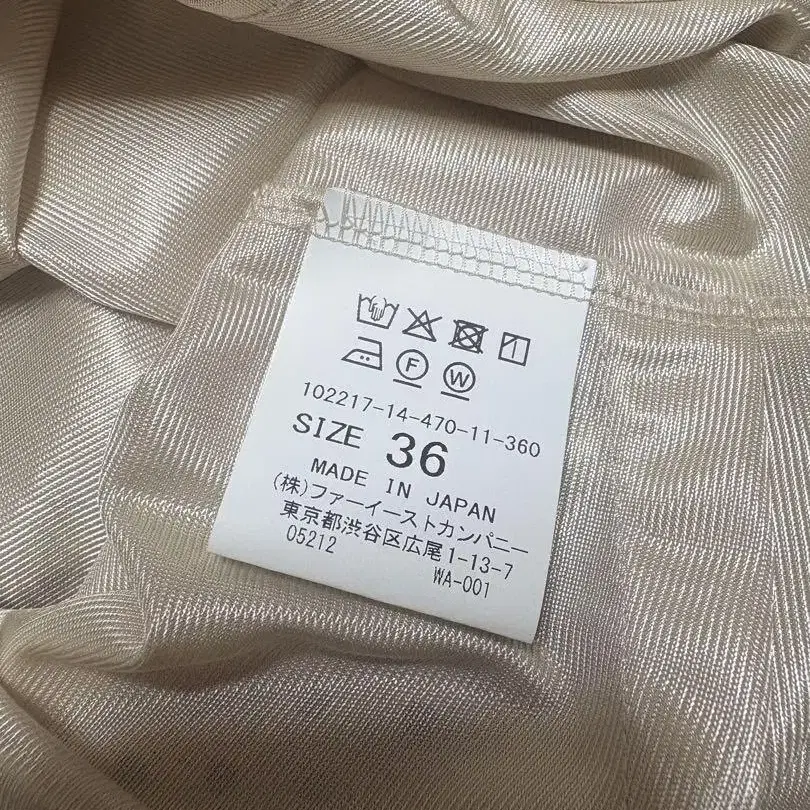 F W
102217-14-470-11-360
SIZE 36
MADE IN JAPAN
(株)ファーイーストカンパニー
東京都渋谷区広尾1-13-7
05212 WA-001